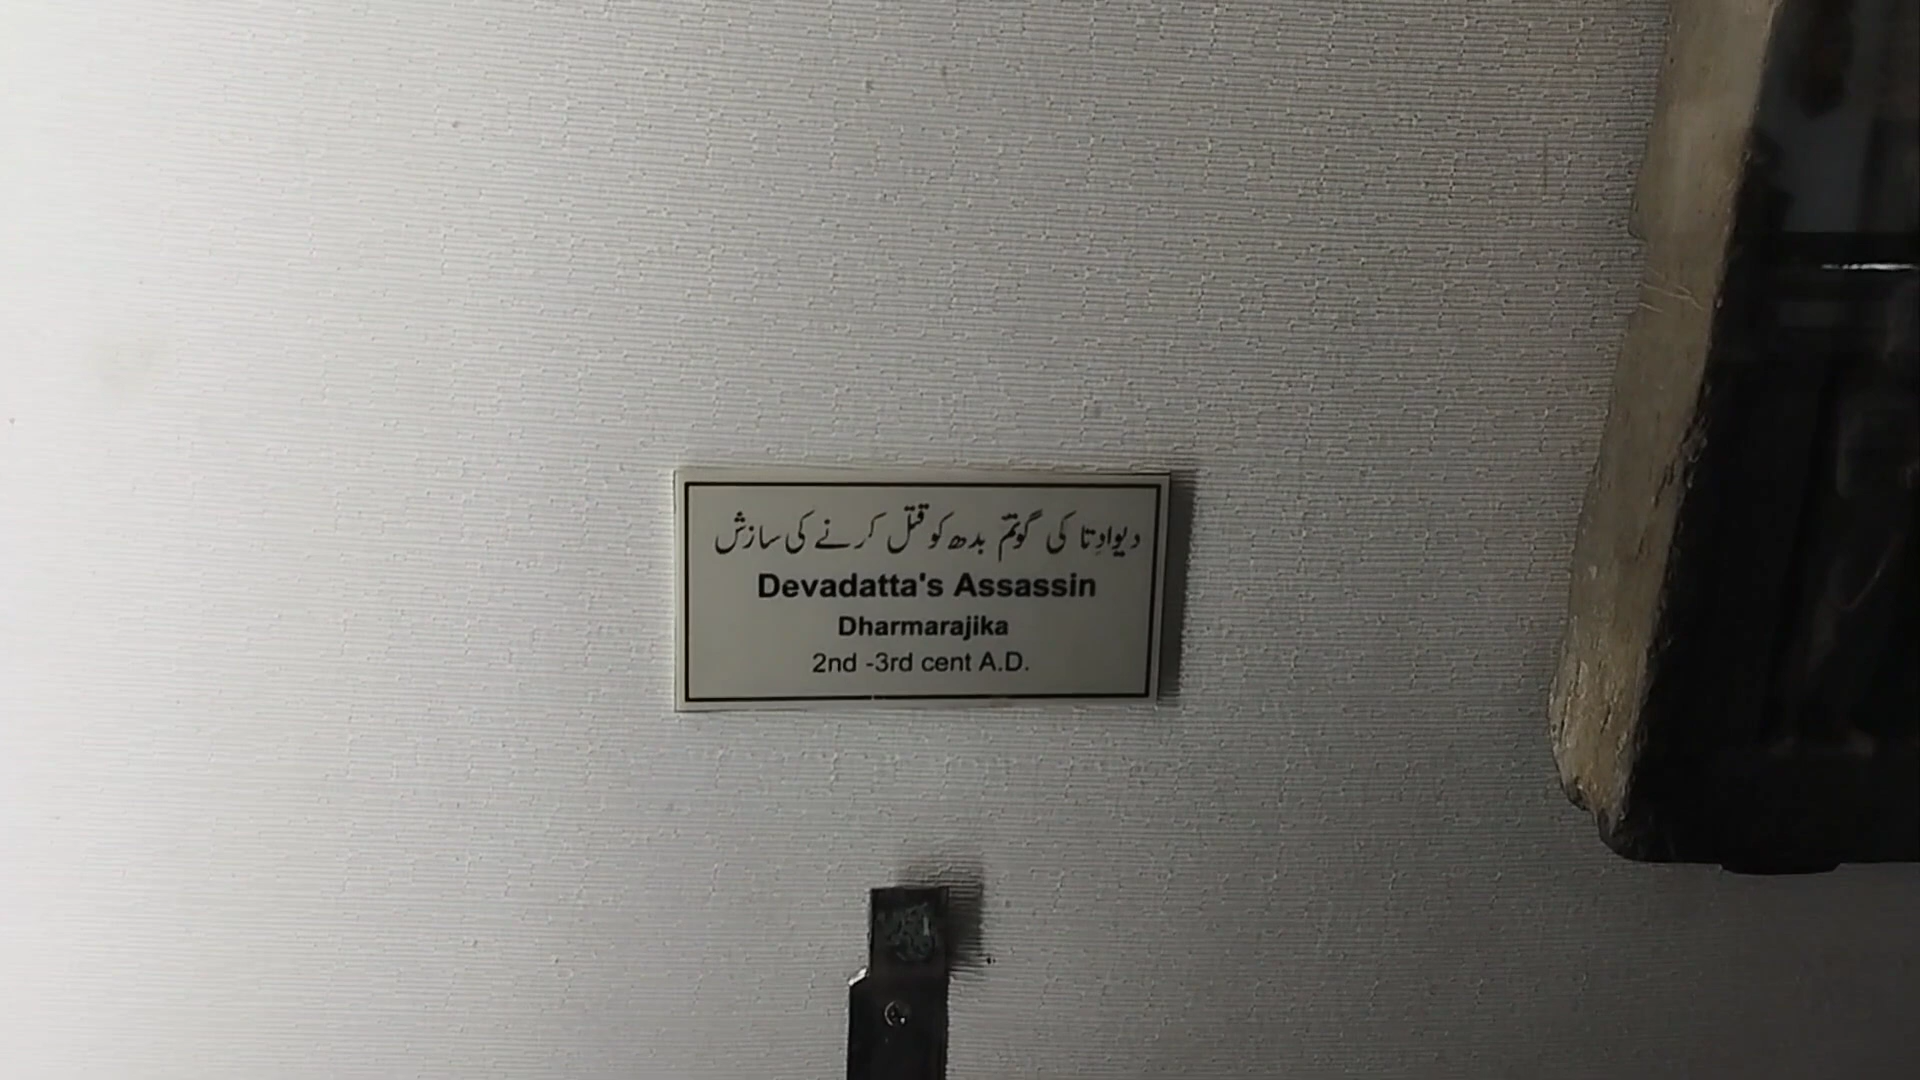 دیوادِتا کی گوتم بدھ کو قتل کرنے کی سازش
Devadatta's Assassin
Dharmarajika
2nd -3rd cent A.D.